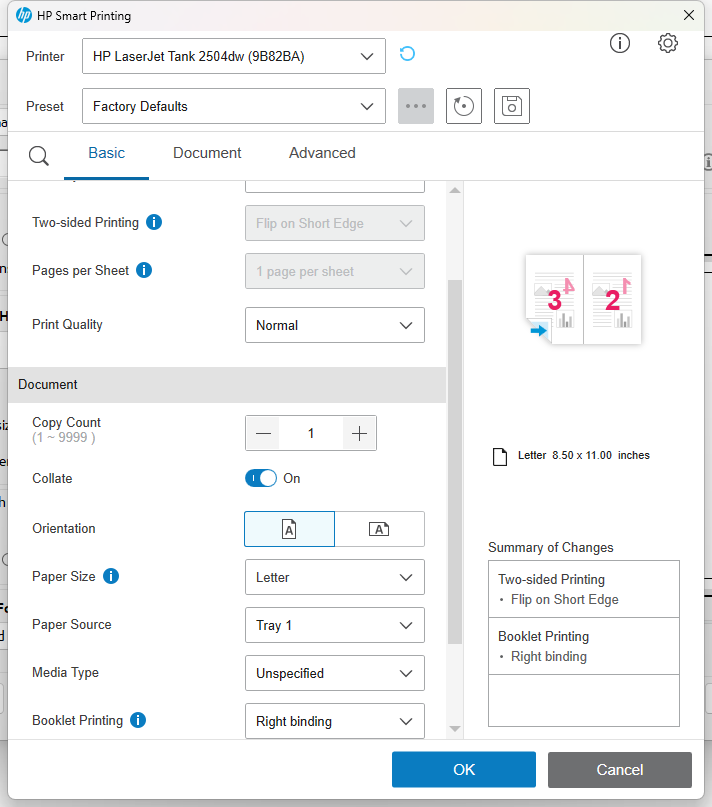 HP Smart Printing
Printer
HP LaserJet Tank 2504dw (9B82BA)
Preset
Factory Defaults
Basic
Document
Advanced
Two-sided Printing
Flip on Short Edge
Pages per Sheet
1 page per sheet
Print Quality
Normal
Document
Copy Count
(1 ~ 9999 )
1
Collate
On
Orientation
A
A
Paper Size
Letter
Paper Source
Tray 1
Media Type
Unspecified
Booklet Printing
Right binding
3
4
2
1
Letter 8.50 x 11.00 inches
Summary of Changes
Two-sided Printing
• Flip on Short Edge
Booklet Printing
• Right binding
OK
Cancel